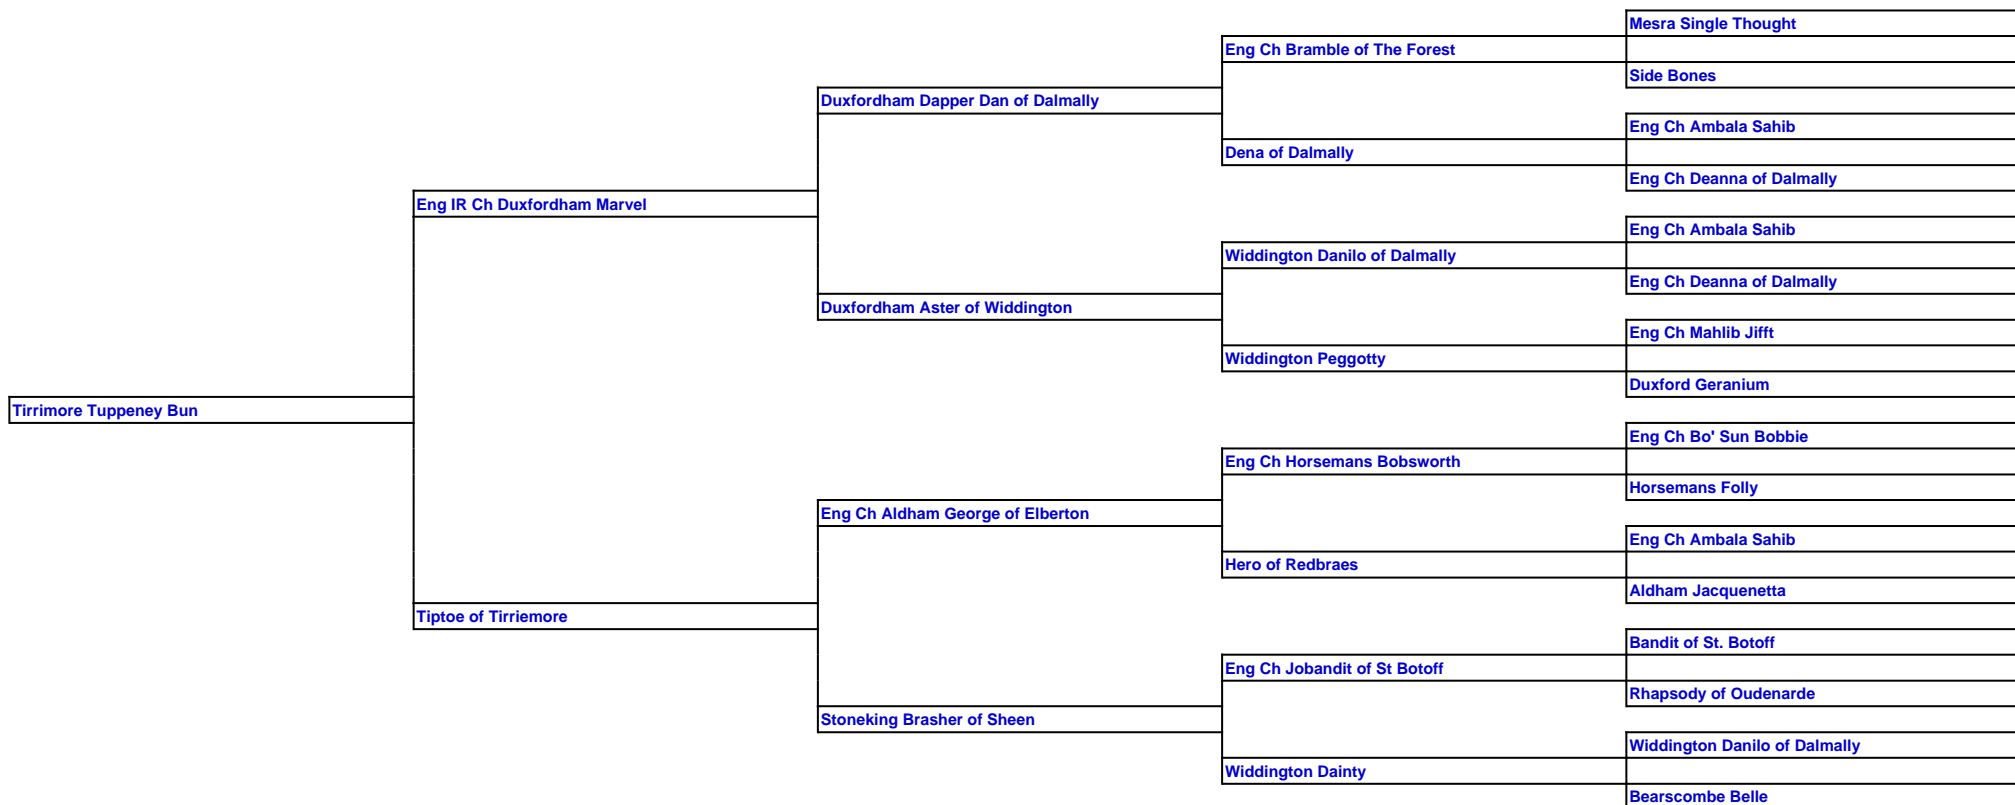 Mesra Single Thought
Eng Ch Bramble of The Forest
Side Bones
Duxfordham Dapper Dan of Dalmally
Eng Ch Ambala Sahib
Dena of Dalmally
Eng Ch Deanna of Dalmally
Eng IR Ch Duxfordham Marvel
Eng Ch Ambala Sahib
Widdington Danilo of Dalmally
Eng Ch Deanna of Dalmally
Duxfordham Aster of Widdington
Eng Ch Mahlib Jifft
Widdington Peggotty
Duxford Geranium
Tirrimore Tuppeney Bun
Eng Ch Bo' Sun Bobbie
Eng Ch Horsemans Bobsworth
Horsemans Folly
Eng Ch Aldham George of Elberton
Eng Ch Ambala Sahib
Hero of Redbraes
Aldham Jacquenetta
Tiptoe of Tirriemore
Bandit of St. Botoff
Eng Ch Jobandit of St Botoff
Rhapsody of Oudenarde
Stoneking Brasher of Sheen
Widdington Danilo of Dalmally
Widdington Dainty
Bearscombe Belle